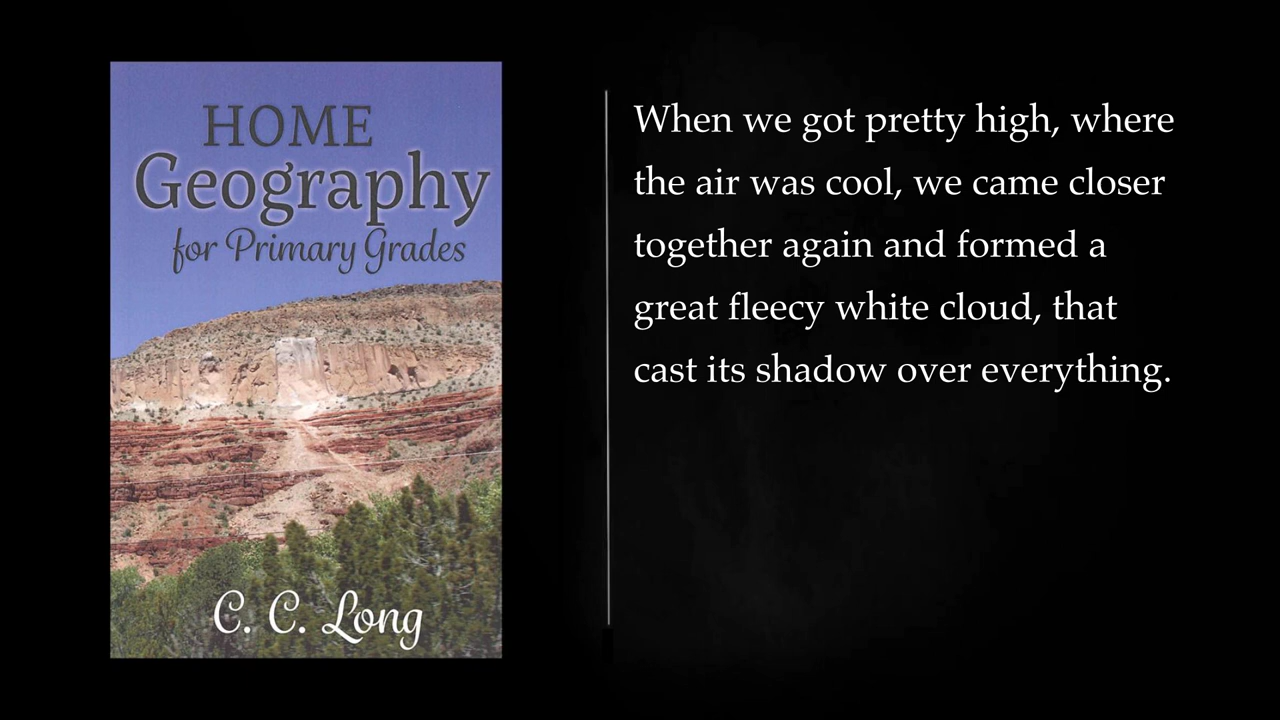 HOME
Geography
for Primary Grades
C. C. Long
When we got pretty high, where
the air was cool, we came closer
together again and formed a
great fleecy white cloud, that
cast its shadow over everything.